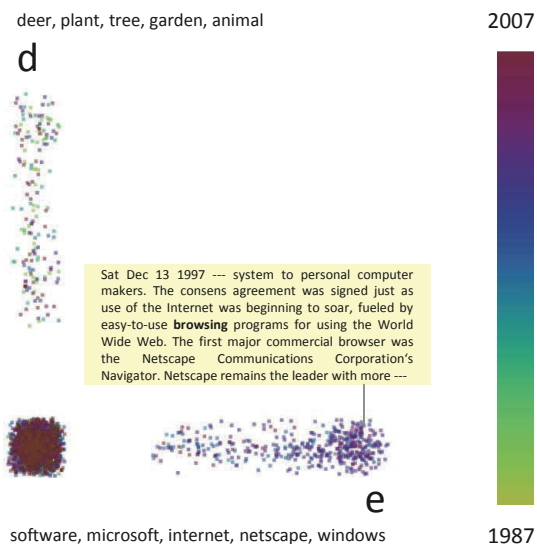 deer, plant, tree, garden, animal
2007
d
Sat Dec 13 1997 --- system to personal computer
makers. The consens agreement was signed just as
use of the Internet was beginning to soar, fueled by
easy-to-use browsing programs for using the World
Wide Web. The first major commercial browser was
the Netscape Communications Corporation's
Navigator. Netscape remains the leader with more ---
e
software, microsoft, internet, netscape, windows
1987